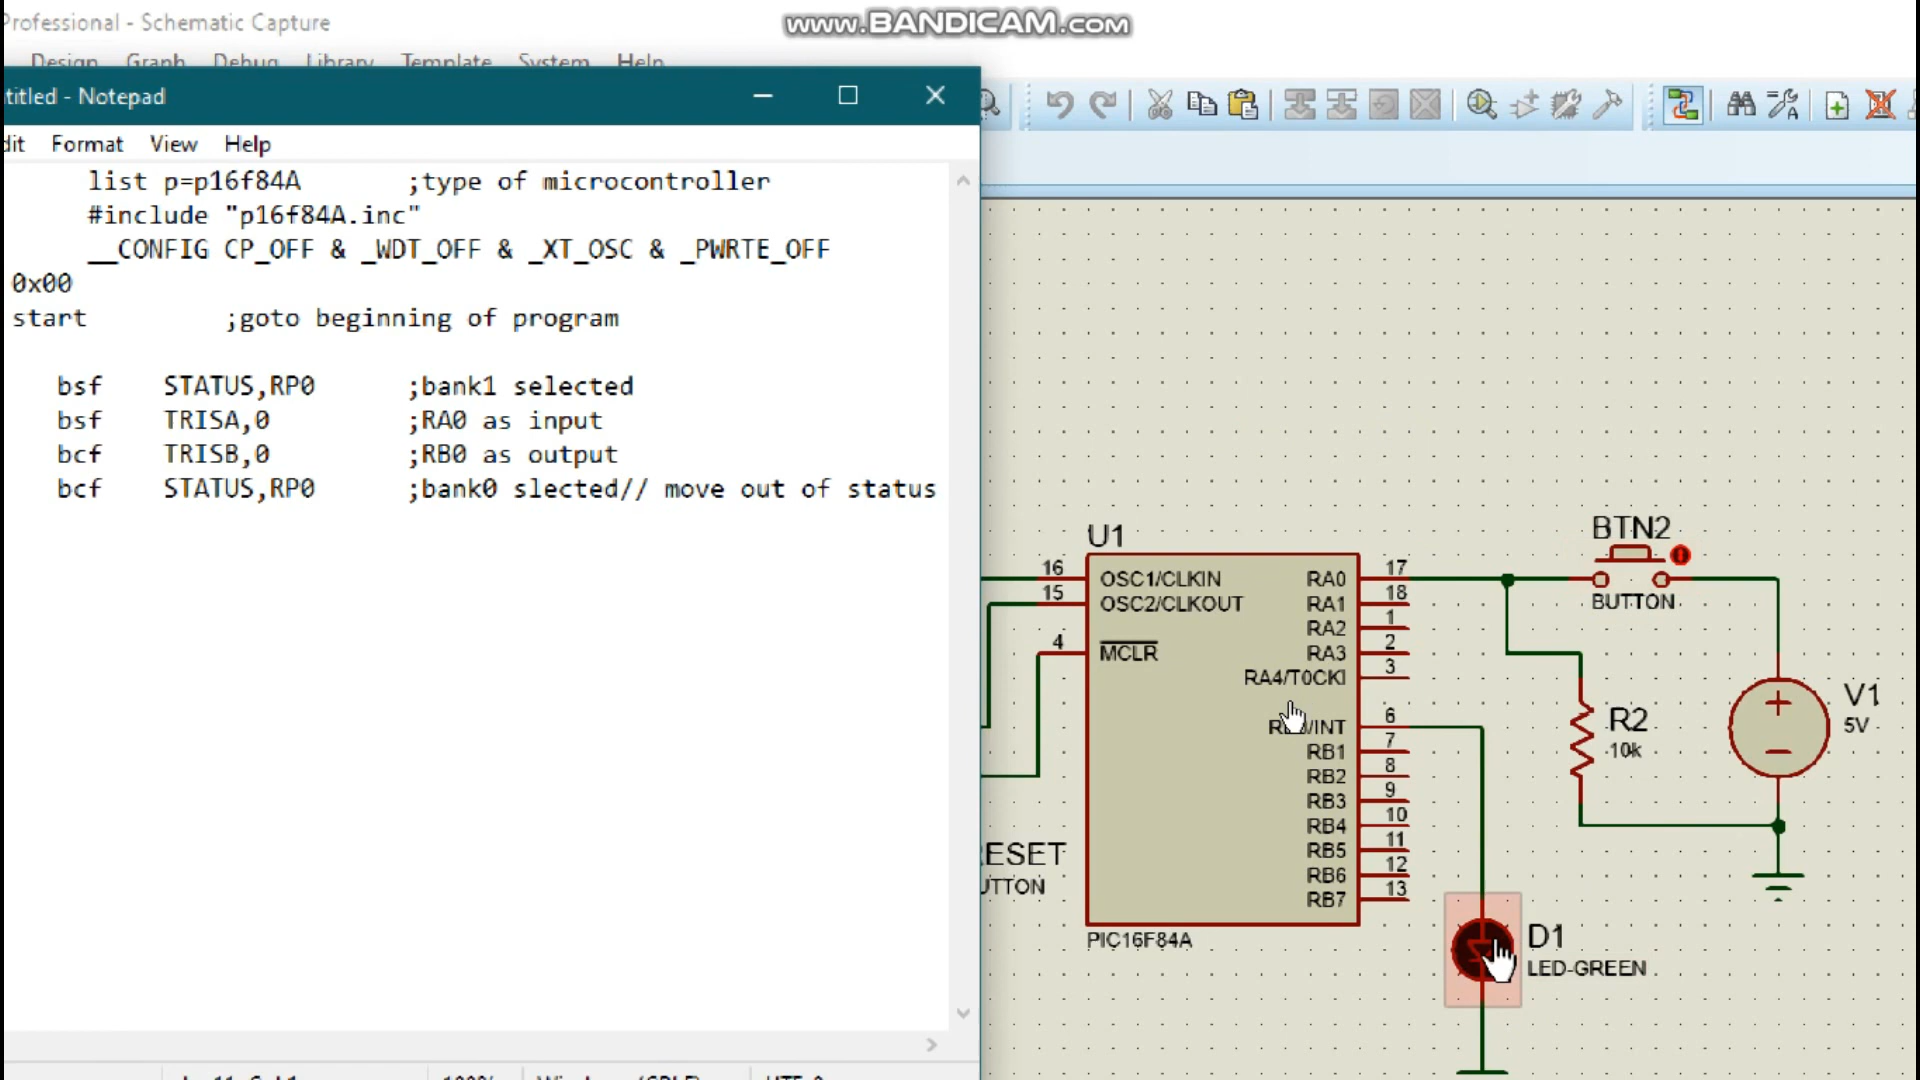 Professional - Schematic Capture
www.BANDICAM.com
Design Graph Debug Library Template System Help
titled - Notepad
dit Format View Help
list p=p16f84A ;type of microcontroller
#include "p16f84A.inc"
__CONFIG CP_OFF & _WDT_OFF & _XT_OSC & _PWRTE_OFF
0x00
start ;goto beginning of program
bsf STATUS,RP0 ;bank1 selected
bsf TRISA,0 ;RA0 as input
bcf TRISB,0 ;RB0 as output
bcf STATUS,RP0 ;bank0 slected// move out of status
100%
U1
16 OSC1/CLKIN RA0 17
15 OSC2/CLKOUT RA1 18
RA2 1
4 MCLR RA3 2
RA4/T0CKI 3
/INT 6
RB1 7
RB2 8
RB3 9
RB4 10
RB5 11
RB6 12
RB7 13
PIC16F84A
ESET
UTTON
BTN2
BUTTON
R2
10k
V1
5V
D1
LED-GREEN